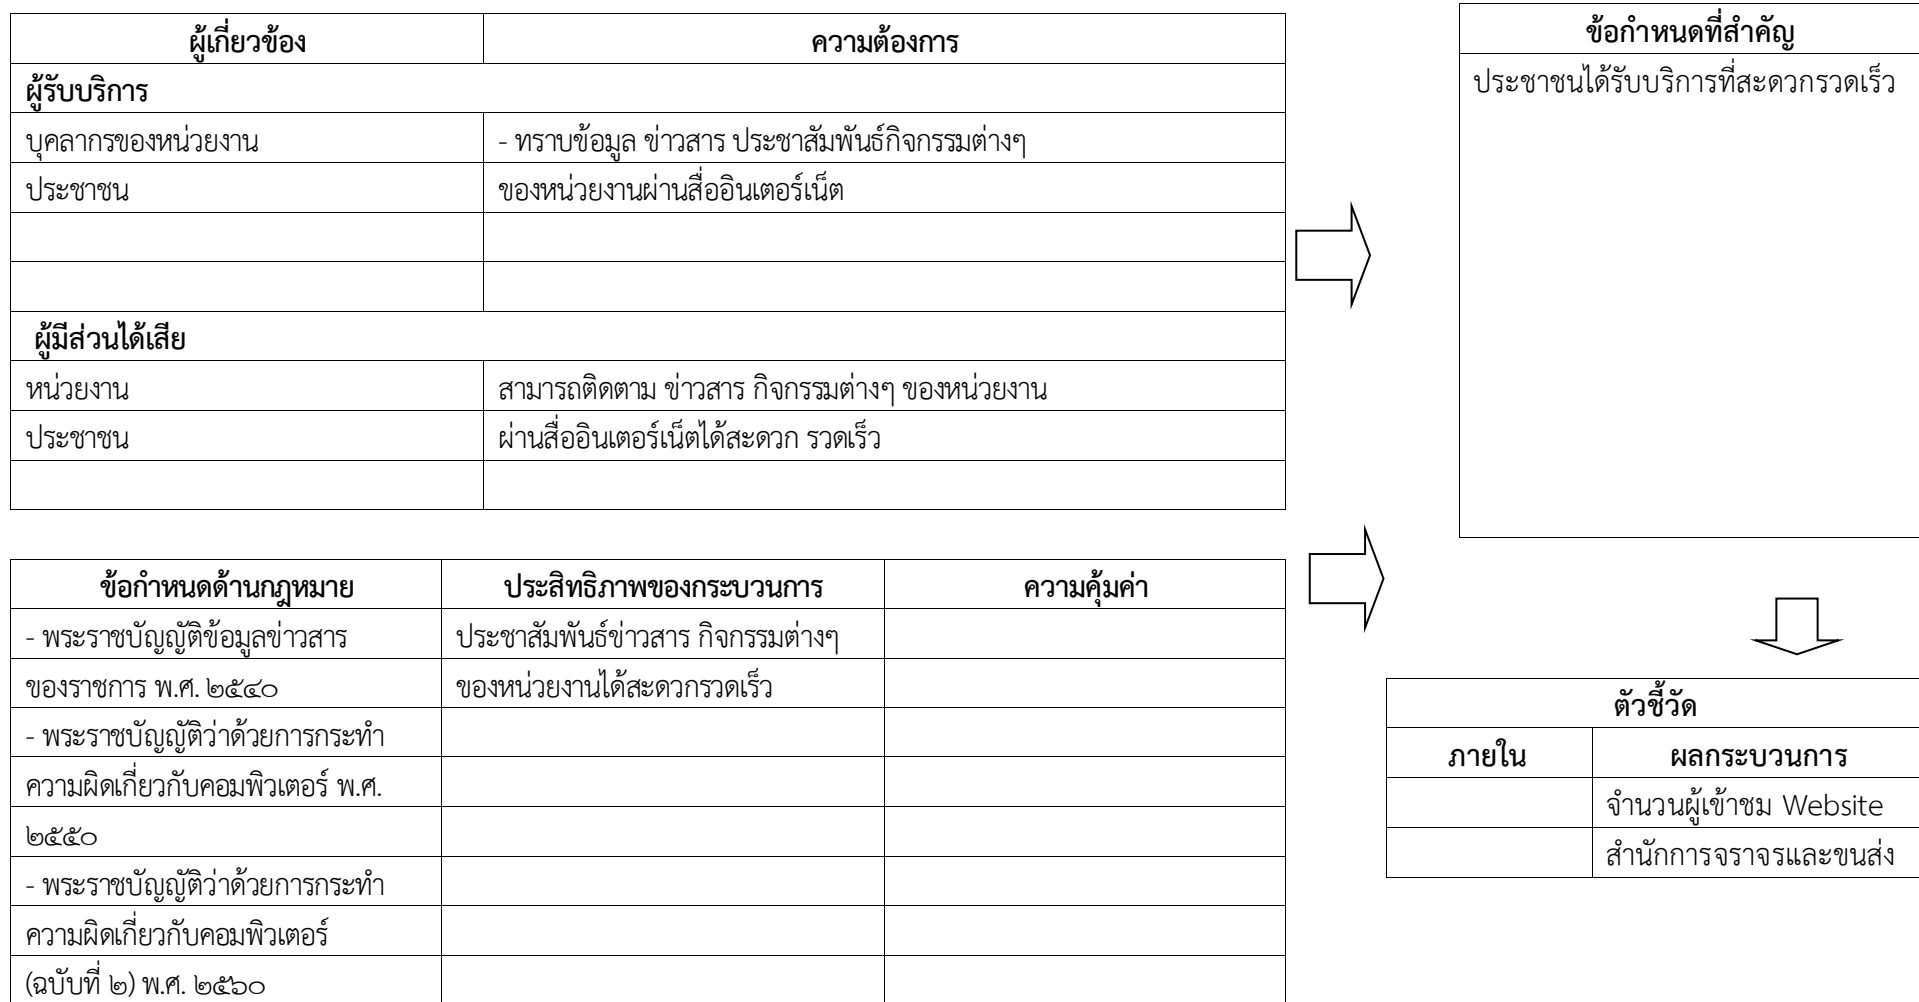 ผู้เกี่ยวข้อง ความต้องการ
ผู้รับบริการ
บุคลากรของหน่วยงาน - ทราบข้อมูล ข่าวสาร ประชาสัมพันธ์กิจกรรมต่างๆ
ประชาชน ของหน่วยงานผ่านสื่ออินเตอร์เน็ต
ผู้มีส่วนได้เสีย
หน่วยงาน สามารถติดตาม ข่าวสาร กิจกรรมต่างๆ ของหน่วยงาน
ประชาชน ผ่านสื่ออินเตอร์เน็ตได้สะดวก รวดเร็ว
ข้อกำหนดที่สำคัญ
ประชาชนได้รับบริการที่สะดวกรวดเร็ว
ข้อกำหนดด้านกฎหมาย ประสิทธิภาพของกระบวนการ ความคุ้มค่า
- พระราชบัญญัติข้อมูลข่าวสาร ประชาสัมพันธ์ข่าวสาร กิจกรรมต่างๆ
ของราชการ พ.ศ. ๒๕๔๐ ของหน่วยงานได้สะดวกรวดเร็ว
- พระราชบัญญัติว่าด้วยการกระทำ
ความผิดเกี่ยวกับคอมพิวเตอร์ พ.ศ.
๒๕๕๐
- พระราชบัญญัติว่าด้วยการกระทำ
ความผิดเกี่ยวกับคอมพิวเตอร์
(ฉบับที่ ๒) พ.ศ. ๒๕๖๐
ตัวชี้วัด
ภายใน ผลกระบวนการ
จำนวนผู้เข้าชม Website
สำนักการจราจรและขนส่ง